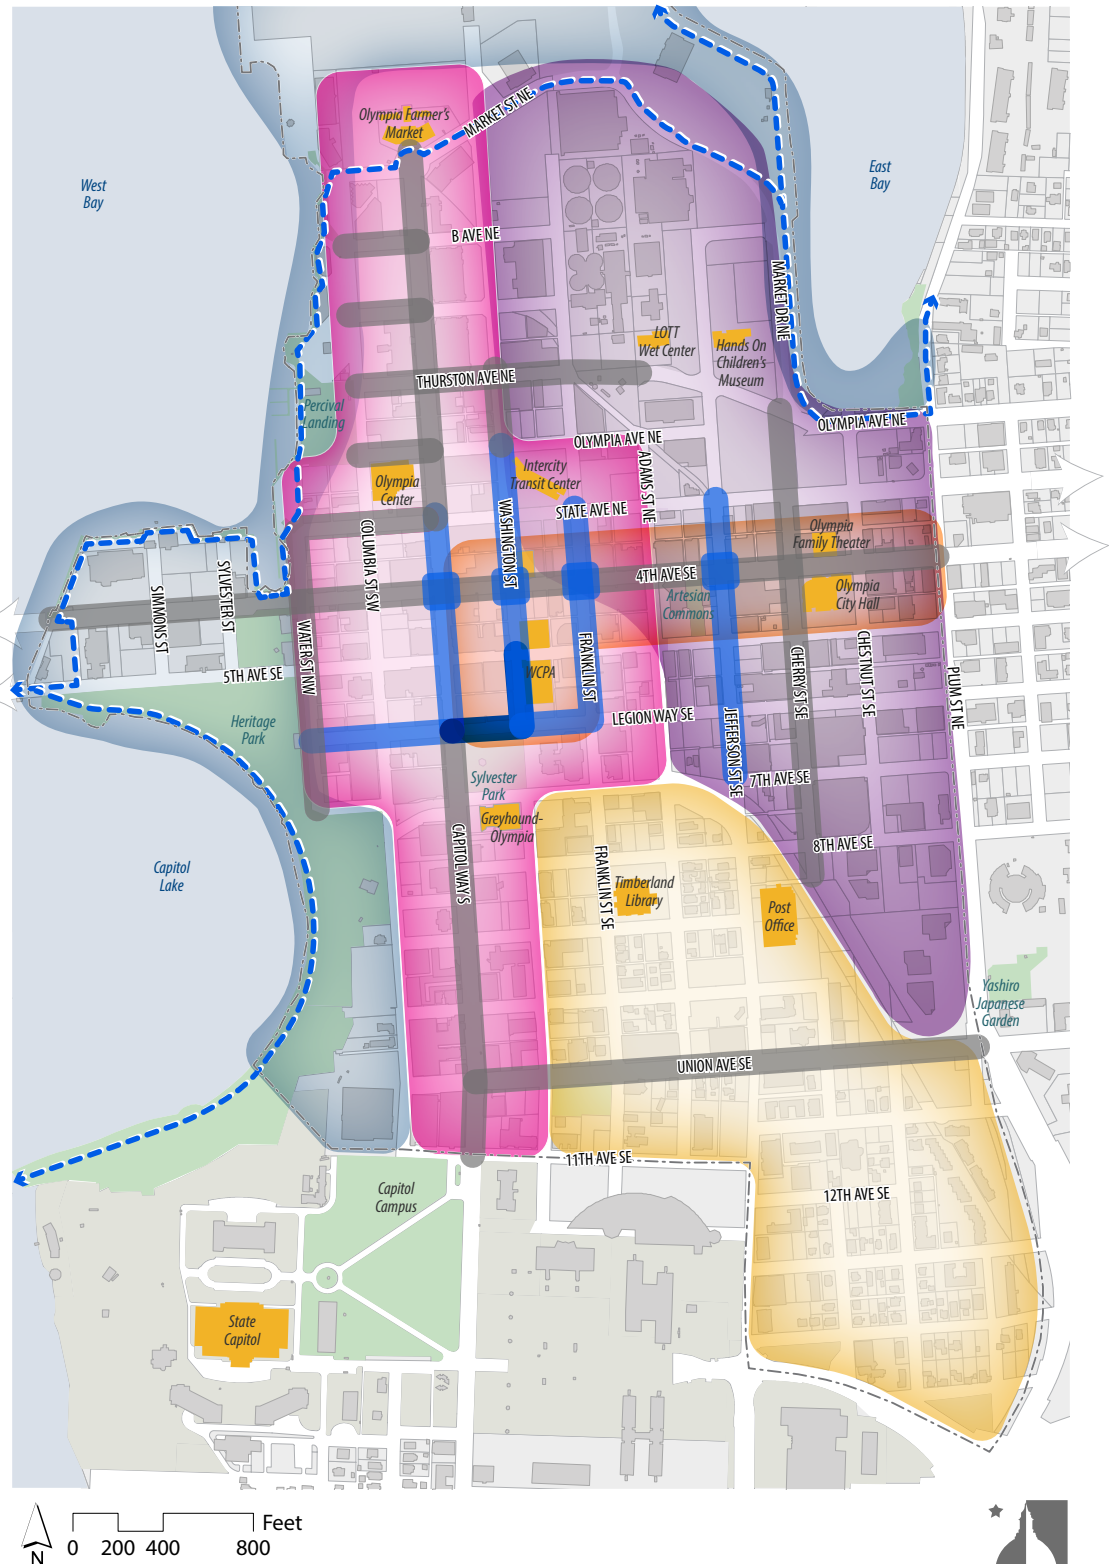 Olympia Farmer's
Market
MARKET ST NE
West
Bay
East
Bay
B AVE NE
MARKET DR NE
LOTT
Wet Center
Hands On
Children's
Museum
THURSTON AVE NE
Percival
Landing
OLYMPIA AVE NE
OLYMPIA AVE NE
ADAMS ST NE
Intercity
Transit Center
Olympia
Center
STATE AVE NE
WASHINGTON ST
COLUMBIA ST SW
Olympia
Family Theater
SYLVESTER ST
SIMMONS ST
4TH AVE SE
Artesian
Commons
Olympia
City Hall
WATER ST NW
FRANKLIN ST
CHERRY ST SE
CHESTNUT ST SE
PLUM ST NE
5TH AVE SE
WCPA
Heritage
Park
LEGION WAY SE
JEFFERSON ST SE
7TH AVE SE
Sylvester
Park
Greyhound-
Olympia
8TH AVE SE
CAPITOL WAY S
FRANKLIN ST SE
Capitol
Lake
Timberland
Library
Post
Office
Yashiro
Japanese
Garden
UNION AVE SE
11TH AVE SE
Capitol
Campus
12TH AVE SE
State
Capitol
N
0 200 400 800
Feet